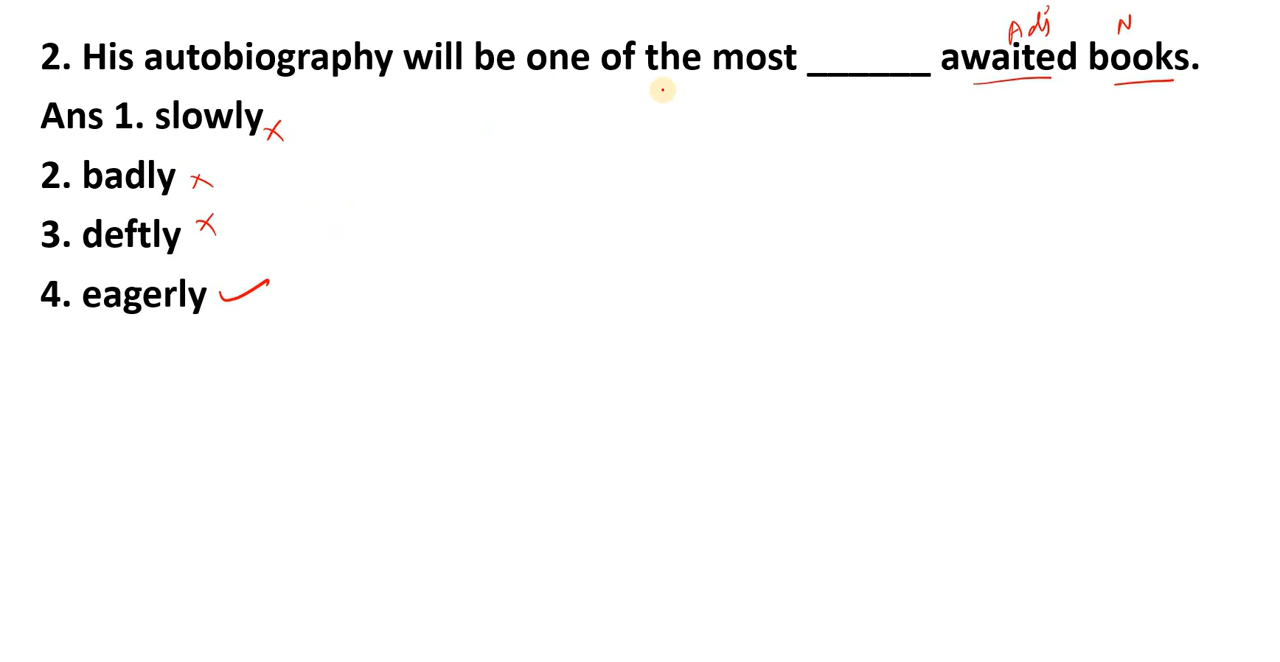 Adj N
2. His autobiography will be one of the most ______ awaited books.
Ans 1. slowly
2. badly
3. deftly
4. eagerly